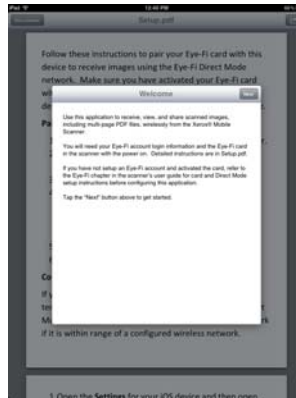 iPad
12:40 PM
Setup.pdf
Follow these instructions to pair your Eye-Fi card with this
device to receive images using the Eye-Fi Direct Mode
network. Make sure you have activated your Eye-Fi card
Welcome
Use this application to receive, view, and share scanned images,
including multi-page PDF files, wirelessly from the Xerox® Mobile
Scanner.
You will need your Eye-Fi account login information and the Eye-Fi card
in the scanner with the power on. Detailed instructions are in Setup.pdf.
If you have not setup an Eye-Fi account and activated the card, refer to
the Eye-Fi chapter in the scanner's user guide for card and Direct Mode
setup instructions before configuring this application.
Tap the "Next" button above to get started.
if it is within range of a configured wireless network.
1. Open the Settings for your iOS device and then open